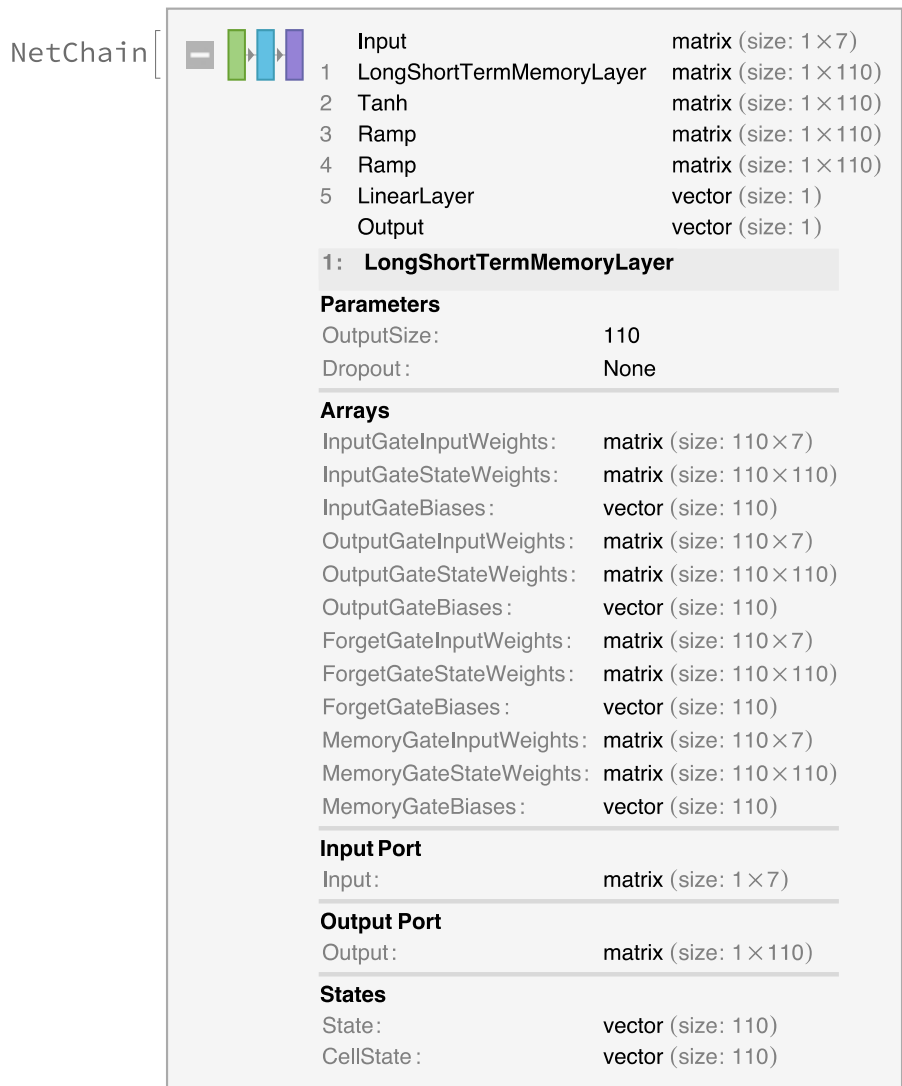 NetChain[
Input matrix (size: 1×7)
1 LongShortTermMemoryLayer matrix (size: 1×110)
2 Tanh matrix (size: 1×110)
3 Ramp matrix (size: 1×110)
4 Ramp matrix (size: 1×110)
5 LinearLayer vector (size: 1)
Output vector (size: 1)
1: LongShortTermMemoryLayer
Parameters
OutputSize: 110
Dropout: None
Arrays
InputGateInputWeights: matrix (size: 110×7)
InputGateStateWeights: matrix (size: 110×110)
InputGateBiases: vector (size: 110)
OutputGateInputWeights: matrix (size: 110×7)
OutputGateStateWeights: matrix (size: 110×110)
OutputGateBiases: vector (size: 110)
ForgetGateInputWeights: matrix (size: 110×7)
ForgetGateStateWeights: matrix (size: 110×110)
ForgetGateBiases: vector (size: 110)
MemoryGateInputWeights: matrix (size: 110×7)
MemoryGateStateWeights: matrix (size: 110×110)
MemoryGateBiases: vector (size: 110)
Input Port
Input: matrix (size: 1×7)
Output Port
Output: matrix (size: 1×110)
States
State: vector (size: 110)
CellState: vector (size: 110)